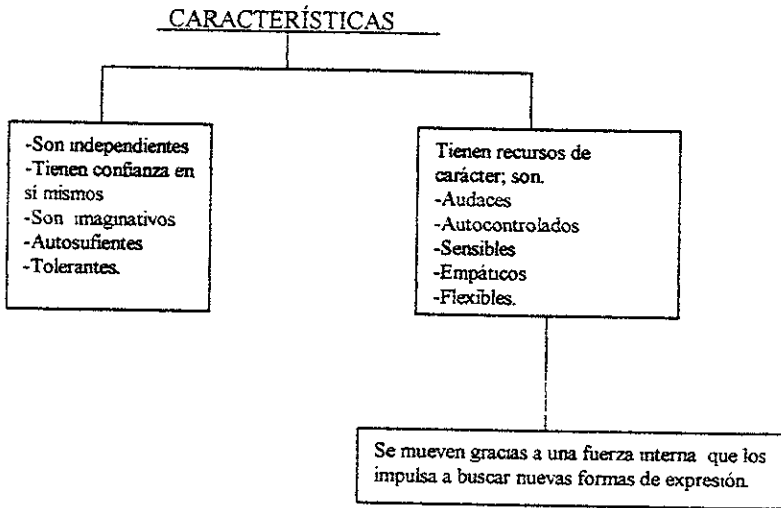 CARACTERÍSTICAS
-Son independientes
-Tienen confianza en
sí mismos
-Son imaginativos
-Autosufientes
-Tolerantes.
Tienen recursos de
carácter; son.
-Audaces
-Autocontrolados
-Sensibles
-Empáticos
-Flexibles.
Se mueven gracias a una fuerza interna que los
impulsa a buscar nuevas formas de expresión.